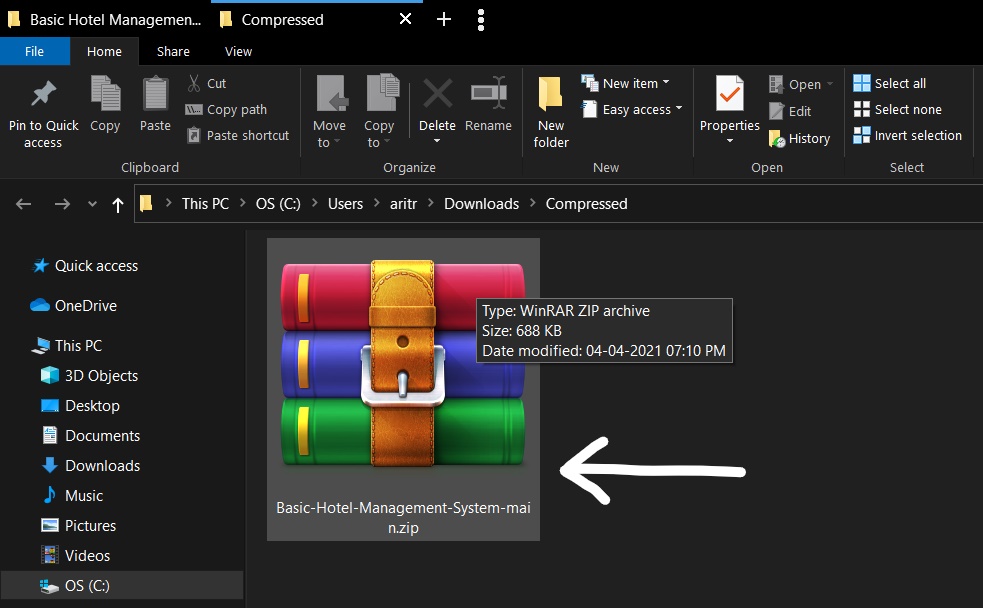 Basic Hotel Managemen...
Compressed
File
Home
Share
View
Pin to Quick
access
Copy
Paste
Cut
Copy path
Paste shortcut
Clipboard
Move
to
Copy
to
Delete
Rename
Organize
New
folder
New item
Easy access
New
Properties
Open
Edit
History
Open
Select all
Select none
Invert selection
Select
This PC
OS (C:)
Users
aritr
Downloads
Compressed
Quick access
OneDrive
This PC
3D Objects
Desktop
Documents
Downloads
Music
Pictures
Videos
OS (C:)
Type: WinRAR ZIP archive
Size: 688 KB
Date modified: 04-04-2021 07:10 PM
Basic-Hotel-Management-System-mai
n.zip